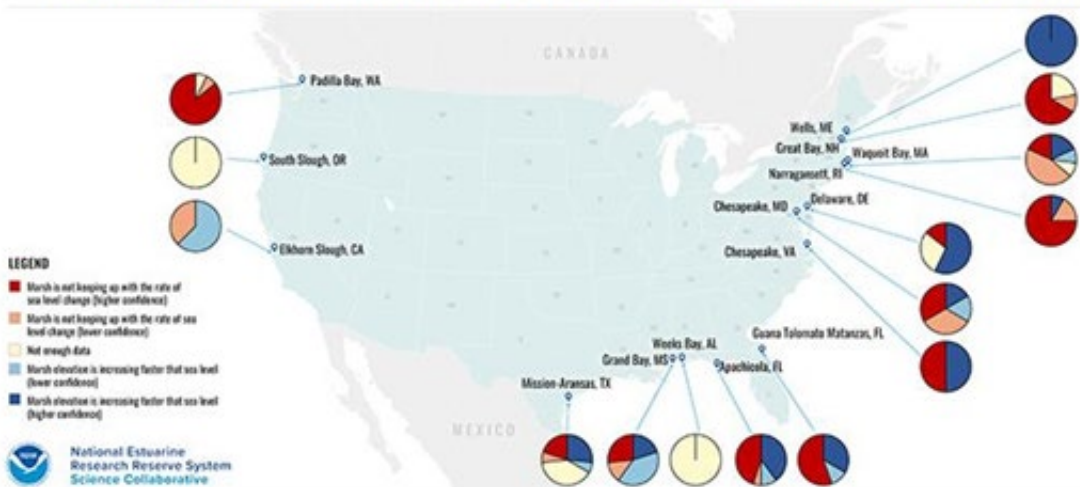 CANADA
Padilla Bay, WA
Wells, ME
Great Bay, NH
Waquoit Bay, MA
South Slough, OR
Narragansett, RI
Delaware, DE
Chesapeake, MD
Elkhorn Slough, CA
Chesapeake, VA
LEGEND
Marsh is not keeping up with the rate of
sea level change (higher confidence)
Marsh is not keeping up with the rate of sea
level change (lower confidence)
Not enough data
Marsh elevation is increasing faster that sea level
(lower confidence)
Marsh elevation is increasing faster that sea level
(higher confidence)
Guana Tolomato Matanzas, FL
Weeks Bay, AL
Grand Bay, MS
Apachicola, FL
Mission-Aransas, TX
MEXICO
National Estuarine
Research Reserve System
Science Collaborative